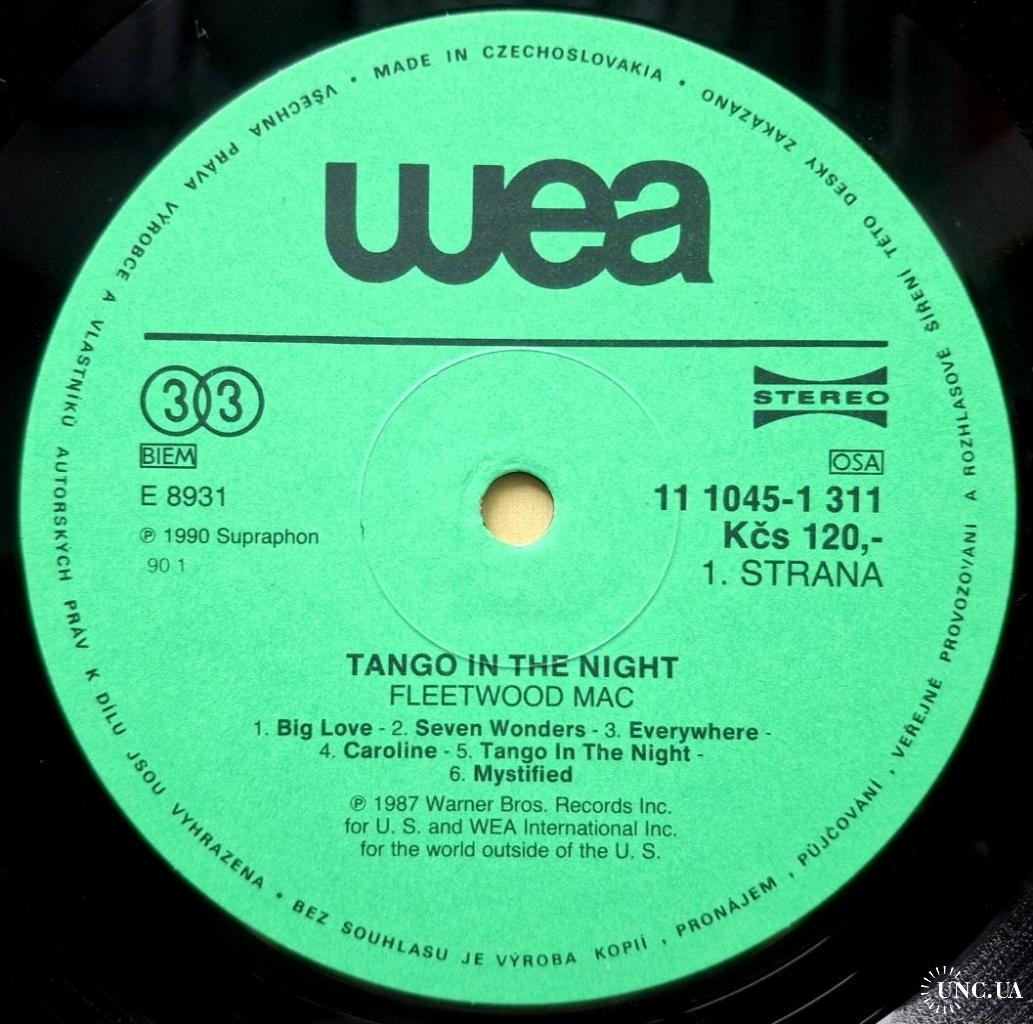 MADE IN CZECHOSLOVAKIA •
VŠECHNA PRÁVA VÝROBCE A VLASTNÍKŮ AUTORSKÝCH PRÁV K DÍLU JSOU VYHRAZENA • BEZ SOUHLASU JE VÝROBA KOPIÍ , PRONÁJEM , PŮJČOVÁNÍ , VEŘEJNÉ PROVOZOVÁNÍ A ROZHLASOVÉ ŠÍŘENÍ TÉTO DESKY ZAKÁZÁNO •
wea
33
STEREO
BIEM
OSA
E 8931
11 1045-1 311
℗ 1990 Supraphon
Kčs 120,-
90 1
1. STRANA
TANGO IN THE NIGHT
FLEETWOOD MAC
1. Big Love - 2. Seven Wonders - 3. Everywhere -
4. Caroline - 5. Tango In The Night -
6. Mystified
℗ 1987 Warner Bros. Records Inc.
for U. S. and WEA International Inc.
for the world outside of the U. S.
UNC.UA